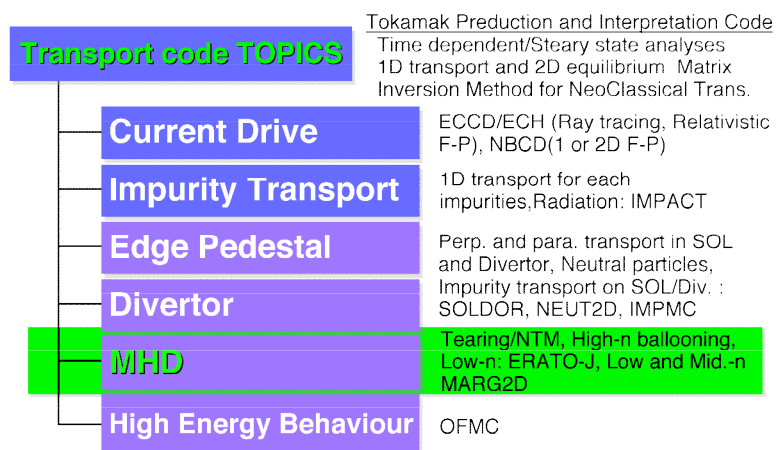 Tokamak Preduction and Interpretation Code
Transport code TOPICS
Time dependent/Steary state analyses
1D transport and 2D equilibrium Matrix
Inversion Method for NeoClassical Trans.
Current Drive
ECCD/ECH (Ray tracing, Relativistic
F-P), NBCD(1 or 2D F-P)
Impurity Transport
1D transport for each
impurities,Radiation: IMPACT
Edge Pedestal
Perp. and para. transport in SOL
and Divertor, Neutral particles,
Divertor
Impurity transport on SOL/Div. :
SOLDOR, NEUT2D, IMPMC
MHD
Tearing/NTM, High-n ballooning,
Low-n: ERATO-J, Low and Mid.-n
MARG2D
High Energy Behaviour
OFMC